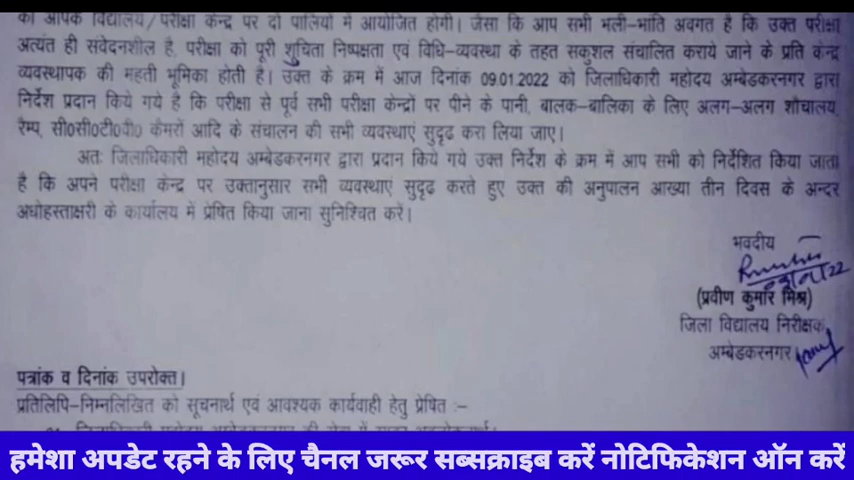 को आपके विद्यालय/परीक्षा केन्द्र पर दो पालियों में आयोजित होगी। जैसा कि आप सभी भली-भांति अवगत है कि उक्त परीक्षा
अत्यंत ही संवेदनशील है, परीक्षा को पूरी शुचिता निष्पक्षता एवं विधि-व्यवस्था के तहत सकुशल संचालित कराये जाने के प्रति केन्द्र
व्यवस्थापक की महती भूमिका होती है। उक्त के क्रम में आज दिनांक 09.01.2022 को जिलाधिकारी महोदय अम्बेडकरनगर द्वारा
निर्देश प्रदान किये गये है कि परीक्षा से पूर्व सभी परीक्षा केन्द्रों पर पीने के पानी, बालक-बालिका के लिए अलग-अलग शौचालय,
रैम्प, सी0सी0टी0वी0 कैमरों आदि के संचालन की सभी व्यवस्थाएं सुदृढ़ करा लिया जाए।
अतः जिलाधिकारी महोदय अम्बेडकरनगर द्वारा प्रदान किये गये उक्त निर्देश के क्रम में आप सभी को निर्देशित किया जाता
है कि अपने परीक्षा केन्द्र पर उक्तानुसार सभी व्यवस्थाएं सुदृढ करते हुए उक्त की अनुपालन आख्या तीन दिवस के अन्दर
अधोहस्ताक्षरी के कार्यालय में प्रेषित किया जाना सुनिश्चित करें।
भवदीय
(प्रवीण कुमार मिश्र)
जिला विद्यालय निरीक्षक,
अम्बेडकरनगर
पत्रांक व दिनांक उपरोक्त।
प्रतिलिपि-निम्नलिखित को सूचनार्थ एवं आवश्यक कार्यवाही हेतु प्रेषित :-
हमेशा अपडेट रहने के लिए चैनल जरूर सब्सक्राइब करें नोटिफिकेशन ऑन करें